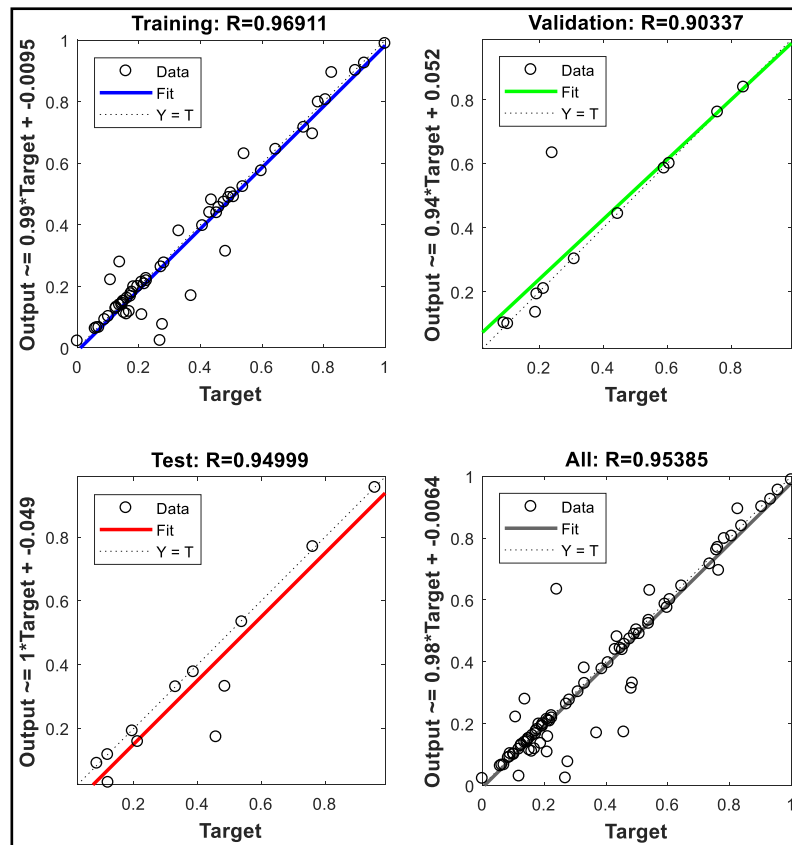 Training: R=0.96911
Output ~= 0.99*Target + -0.0095
1
0.8
0.6
0.4
0.2
0
Data
Fit
Y = T
0
0.2
0.4
0.6
0.8
1
Target
Validation: R=0.90337
Output ~= 0.94*Target + 0.052
0.8
0.6
0.4
0.2
Data
Fit
Y = T
0.2
0.4
0.6
0.8
Target
Test: R=0.94999
Output ~= 1*Target + -0.049
0.8
0.6
0.4
0.2
Data
Fit
Y = T
0.2
0.4
0.6
0.8
Target
All: R=0.95385
Output ~= 0.98*Target + -0.0064
1
0.8
0.6
0.4
0.2
0
Data
Fit
Y = T
0
0.2
0.4
0.6
0.8
1
Target